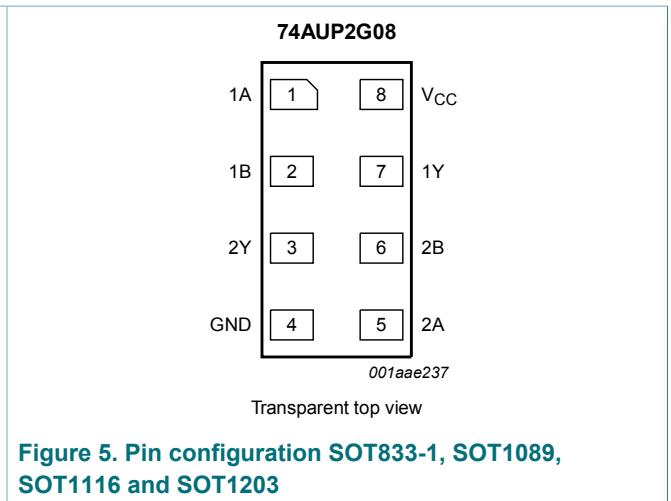 74AUP2G08
1A 1 8 VCC
1B 2 7 1Y
2Y 3 6 2B
GND 4 5 2A
001aae237
Transparent top view
Figure 5. Pin configuration SOT833-1, SOT1089,
SOT1116 and SOT1203